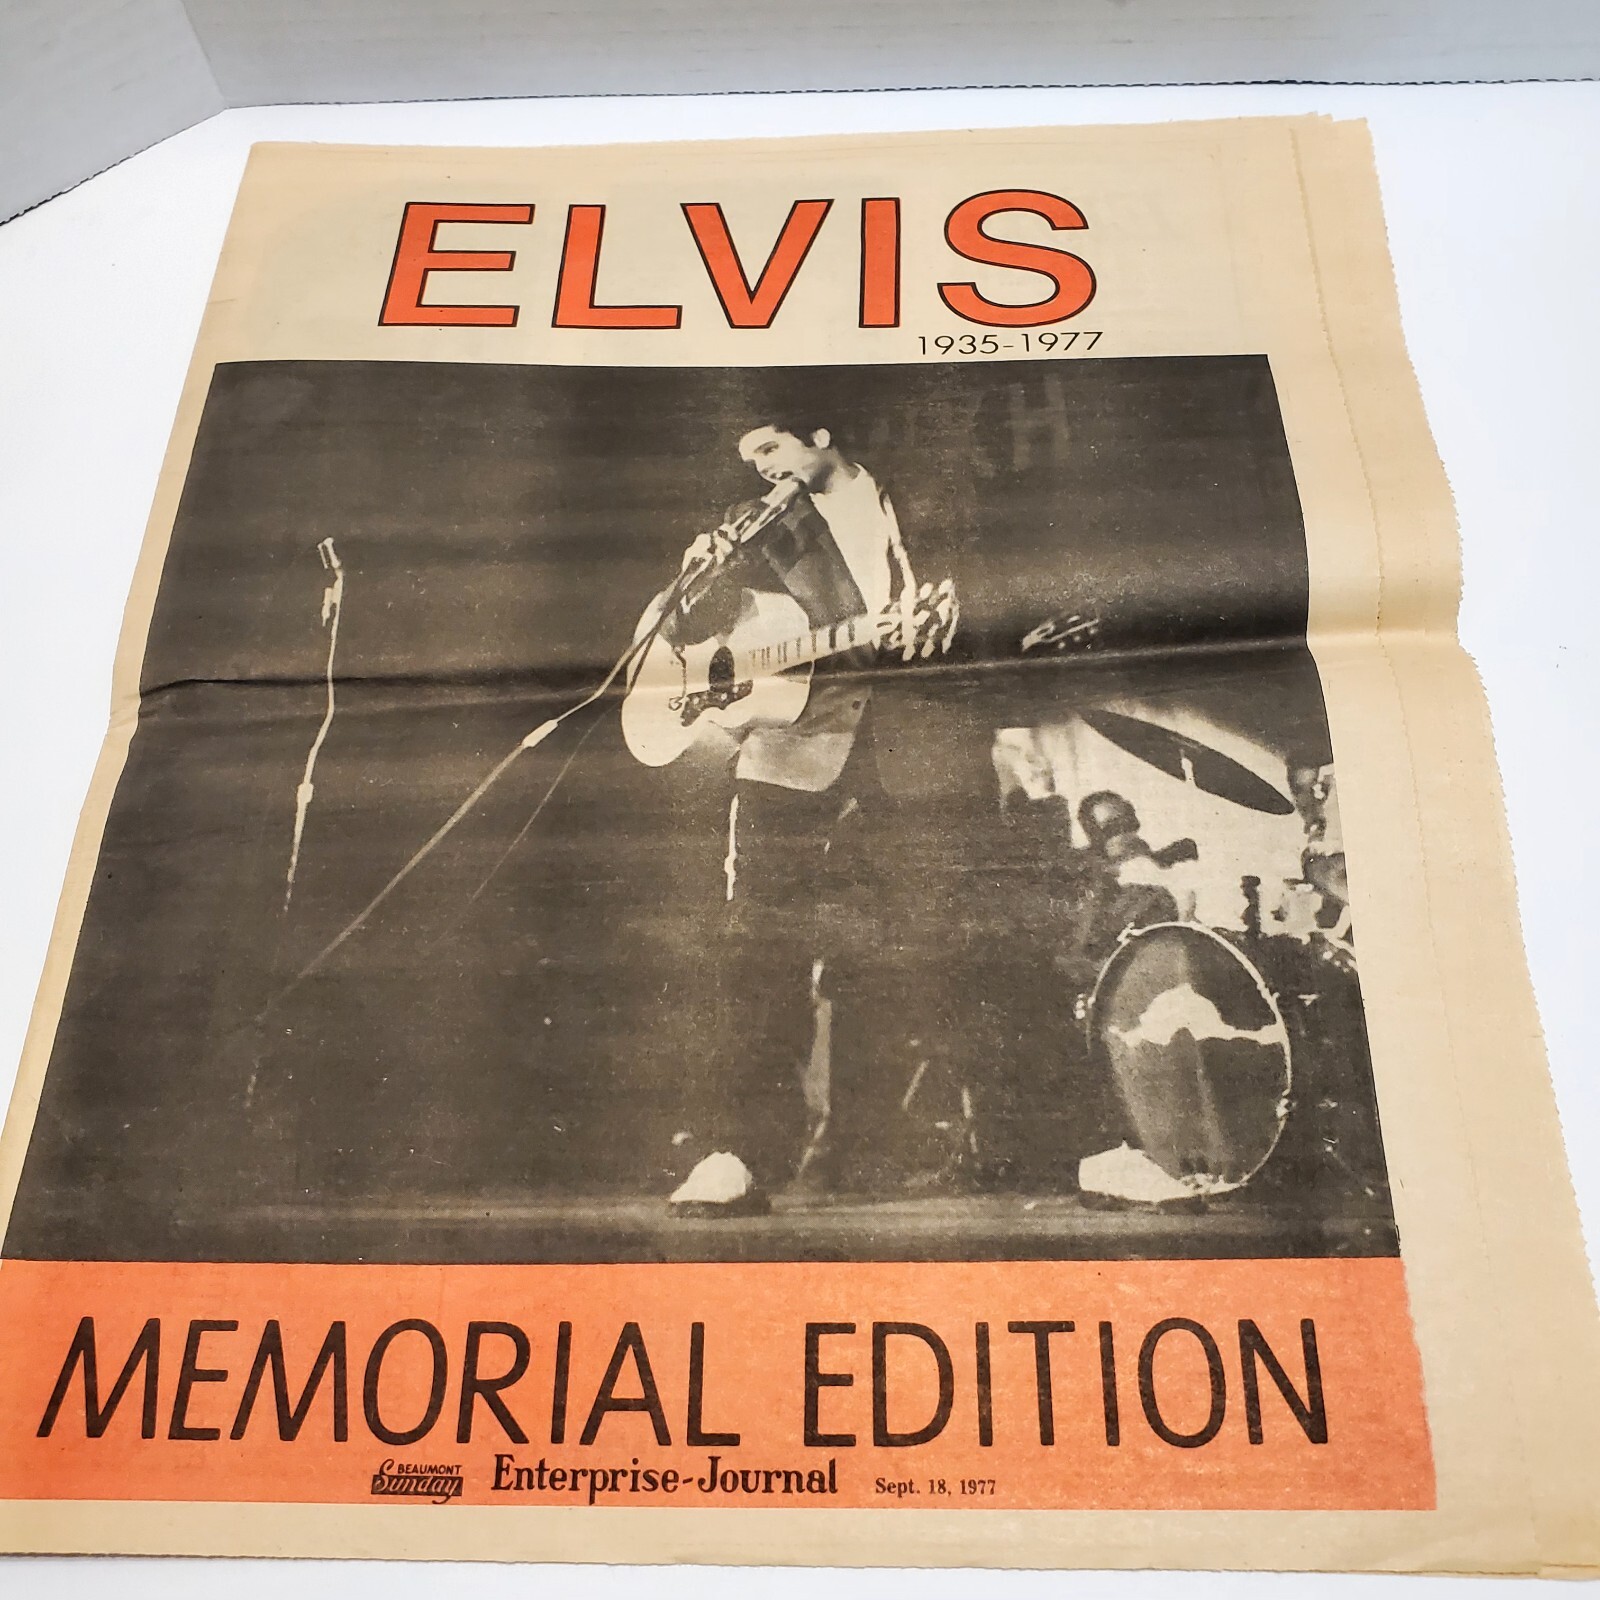 ELVIS
1935-1977
MEMORIAL EDITION
BEAUMONT
Sunday
Enterprise-Journal Sept. 18, 1977